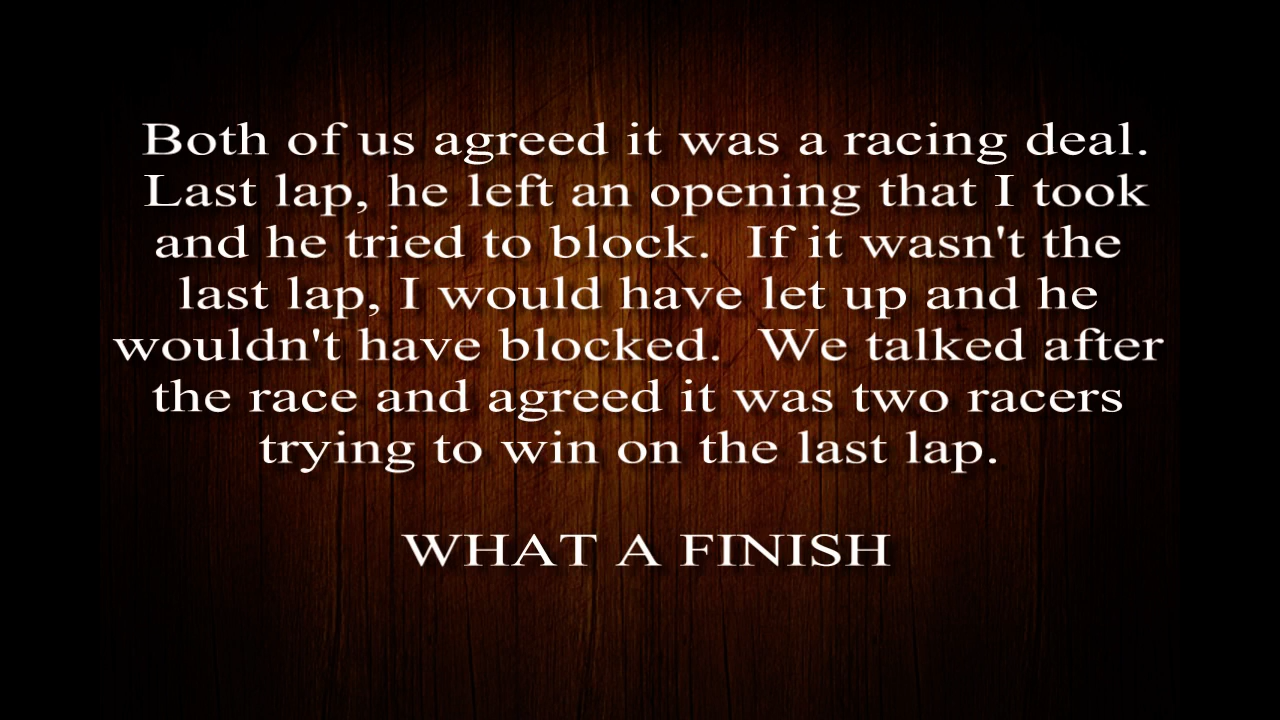 Both of us agreed it was a racing deal.
Last lap, he left an opening that I took
and he tried to block.  If it wasn't the
last lap, I would have let up and he
wouldn't have blocked.  We talked after
the race and agreed it was two racers
trying to win on the last lap.
WHAT A FINISH